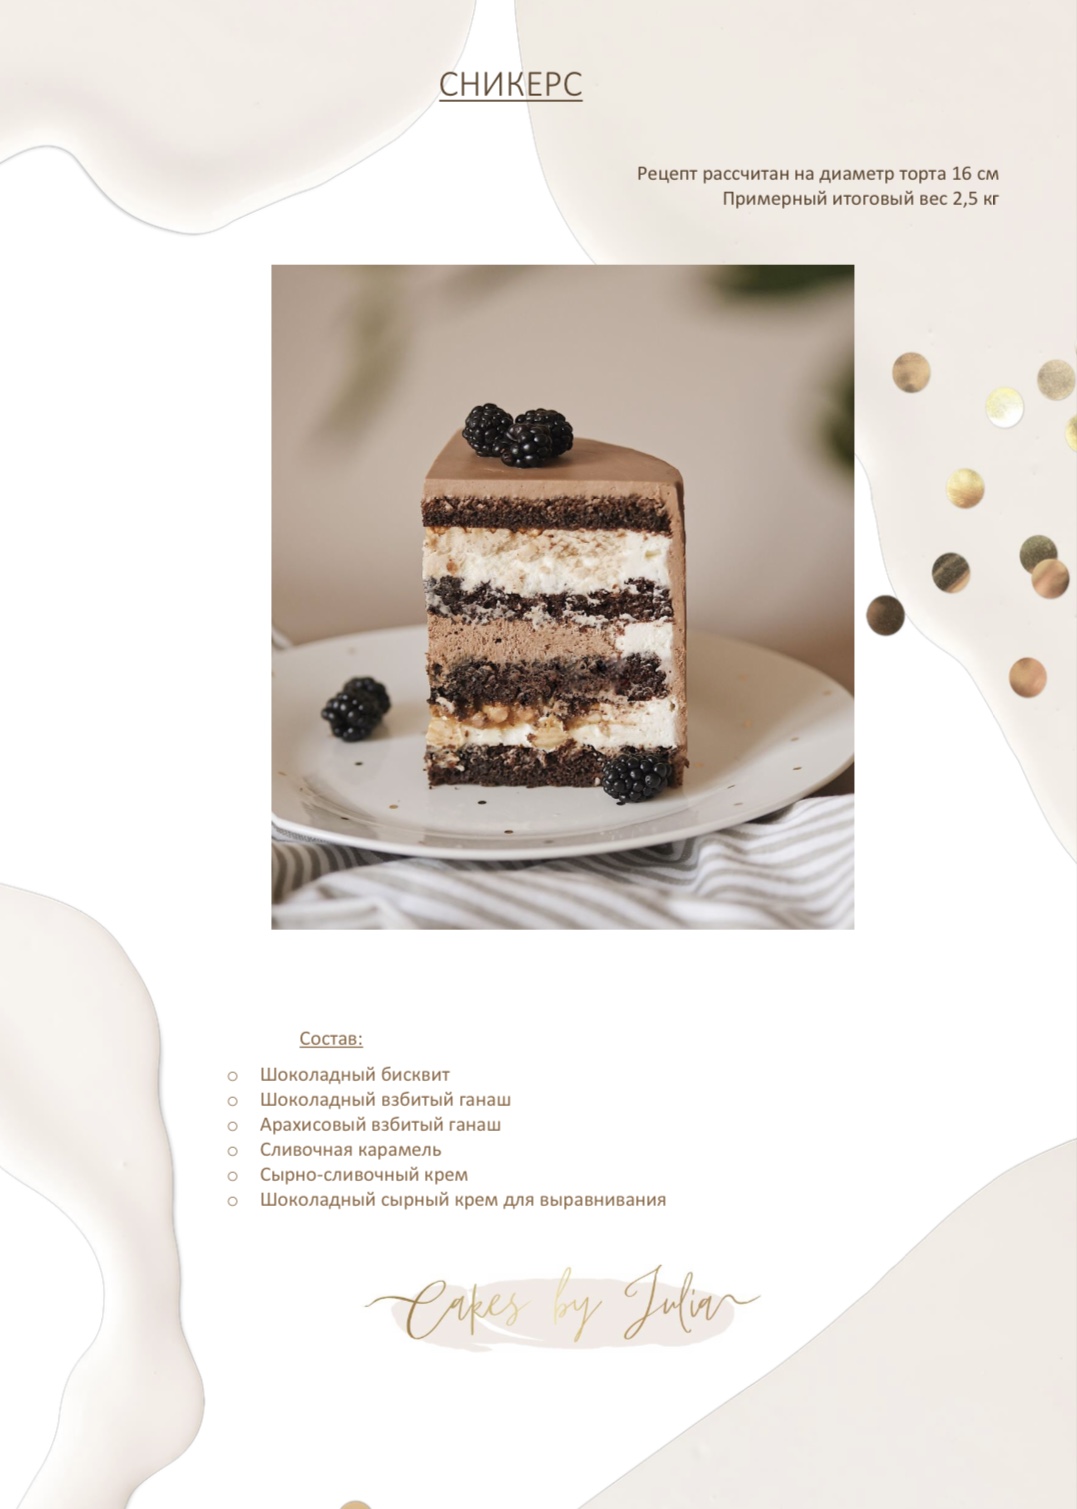 СНИКЕРС
Рецепт рассчитан на диаметр торта 16 см
Примерный итоговый вес 2,5 кг
Состав:
Шоколадный бисквит
Шоколадный взбитый ганаш
Арахисовый взбитый ганаш
Сливочная карамель
Сырно-сливочный крем
Шоколадный сырный крем для выравнивания
Cakes by Julia